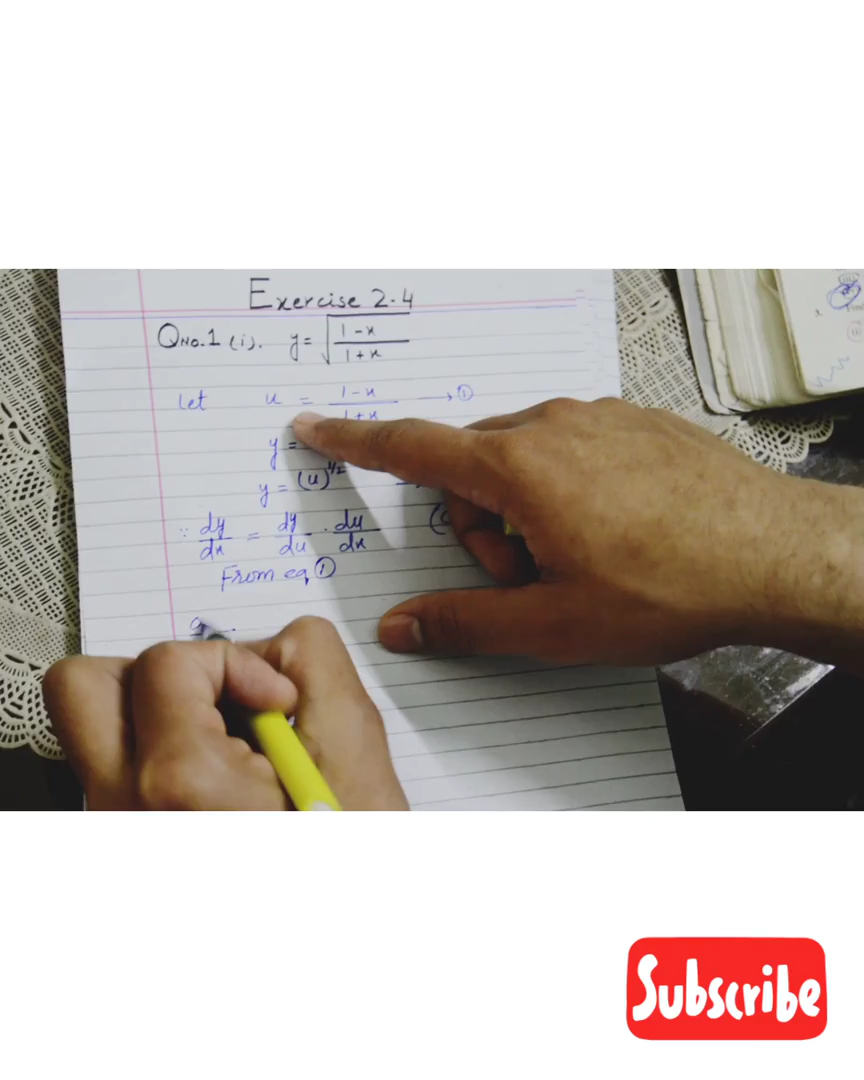 Exercise 2.4
Q No.1 (i). y = √(1-x / 1+x)
Let u = 1-x / 1+x → ①
y =
y = (u)^1/2
∵ dy/dx = dy/du · du/dx
From eq ①
Subscribe